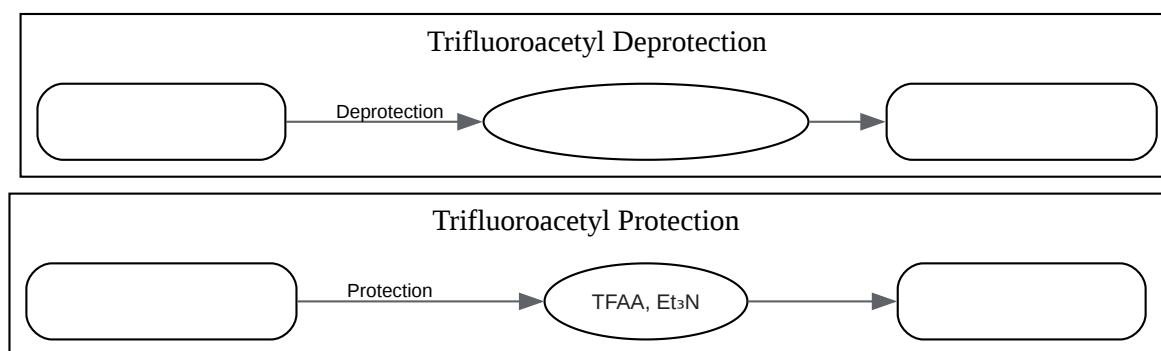 Trifluoroacetyl Deprotection
Deprotection
Trifluoroacetyl Protection
Protection
TFAA, Et₃N